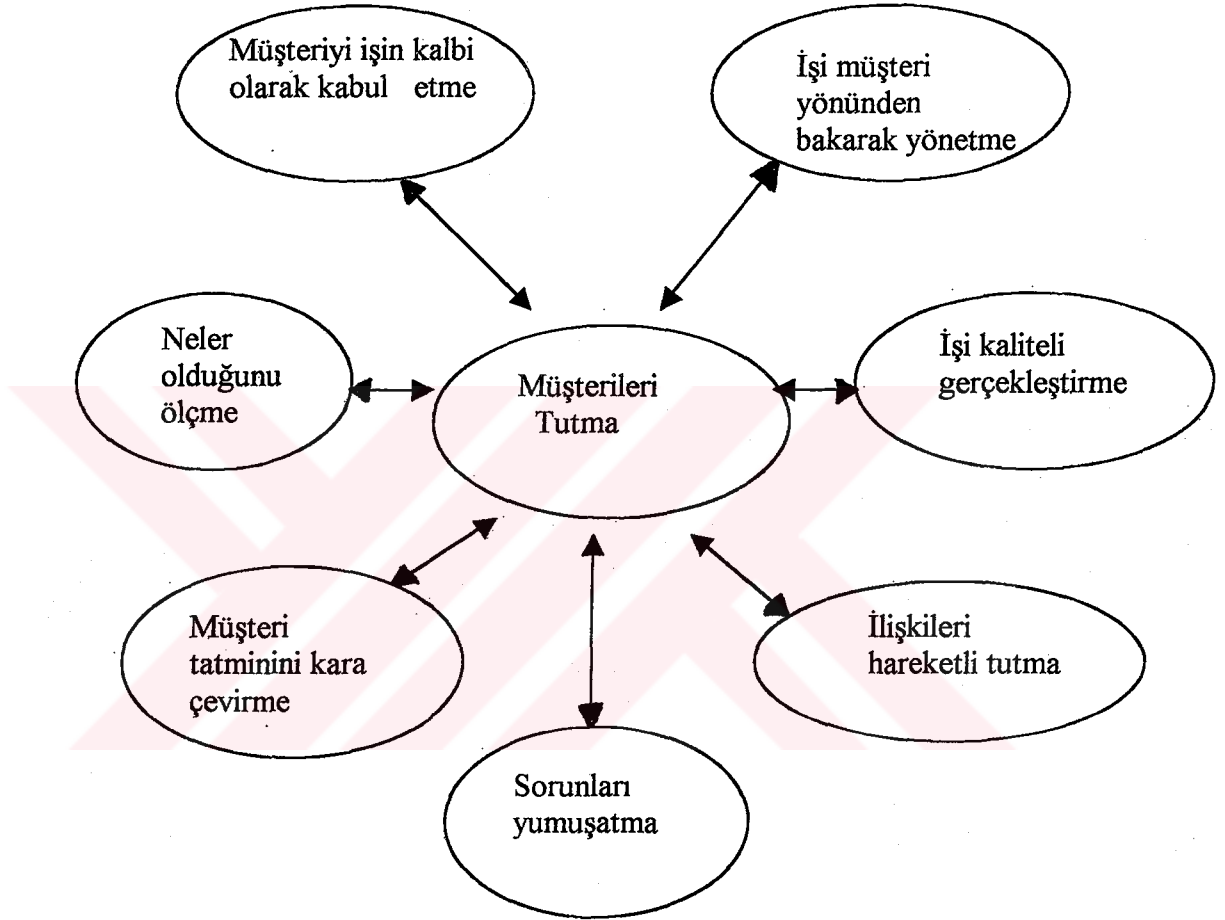 Müşteriyi işin kalbi
olarak kabul etme
İşi müşteri
yönünden
bakarak yönetme
Neler
olduğunu
ölçme
Müşterileri
Tutma
İşi kaliteli
gerçekleştirme
Müşteri
tatminini kara
çevirme
İlişkileri
hareketli tutma
Sorunları
yumuşatma